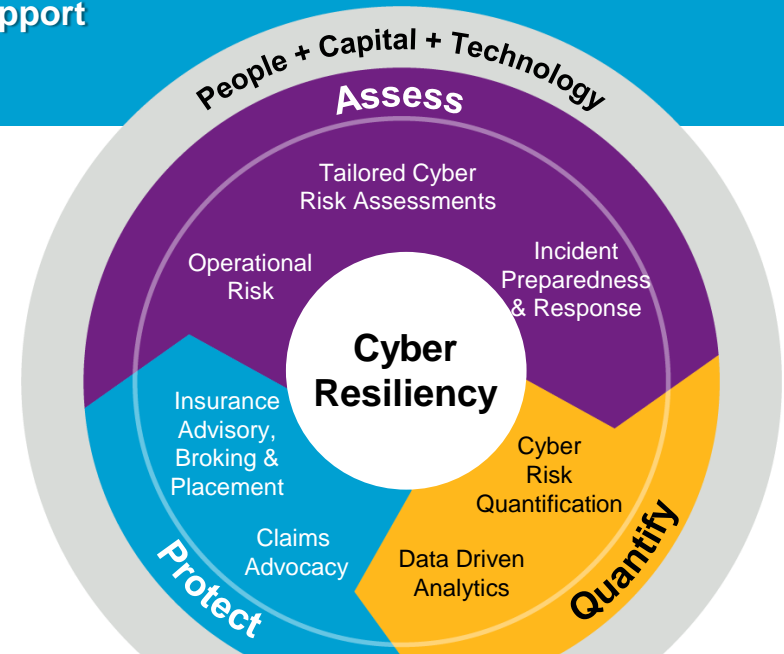 People + Capital + Technology
Assess
Tailored Cyber
Risk Assessments
Operational
Risk
Incident
Preparedness
& Response
Cyber
Resiliency
Insurance
Advisory,
Broking &
Placement
Claims
Advocacy
Protect
Cyber
Risk
Quantification
Data Driven
Analytics
Quantify